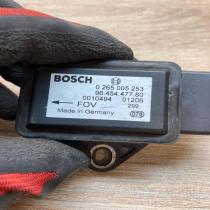 BOSCH
0 265 005 253
96.454.477.80
0010494 01206
FOV 299
Made in Germany 078